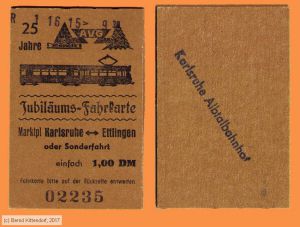 25
Jahre
AVG
Jubiläums-Fahrkarte
Marktpl Karlsruhe ↔ Ettlingen
oder Sonderfahrt
einfach 1,00 DM
Fahrkarte bitte auf der Rückseite entwerten
02235
Karlsruhe Albtalbahnhof
(c) Bernd Kittendorf, 2017